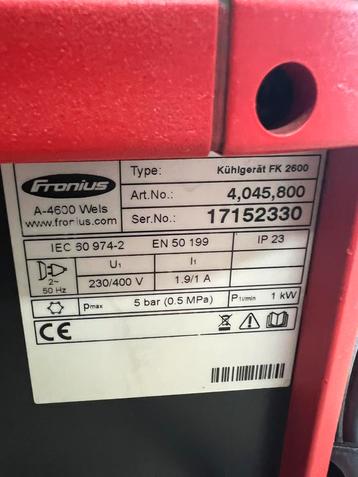 Fronius
A-4600 Wels
www.fronius.com
Type: Kühlgerät FK 2600
Art.No.: 4,045,800
Ser.No.: 17152330
IEC 60 974-2 EN 50 199 IP 23
U1 I1
2~
50 Hz 230/400 V 1.9/1 A
pmax 5 bar (0.5 MPa) P1l/min 1 kW
CE